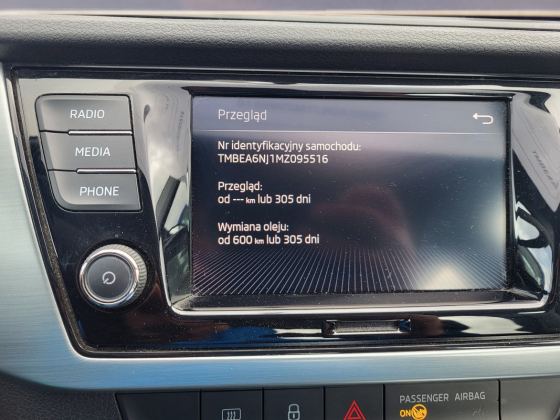 RADIO
MEDIA
PHONE
Przegląd
Nr identyfikacyjny samochodu:
TMBEA6NJ1MZ095516
Przegląd:
od --- km lub 305 dni
Wymiana oleju:
od 600 km lub 305 dni
PASSENGER AIRBAG
ON